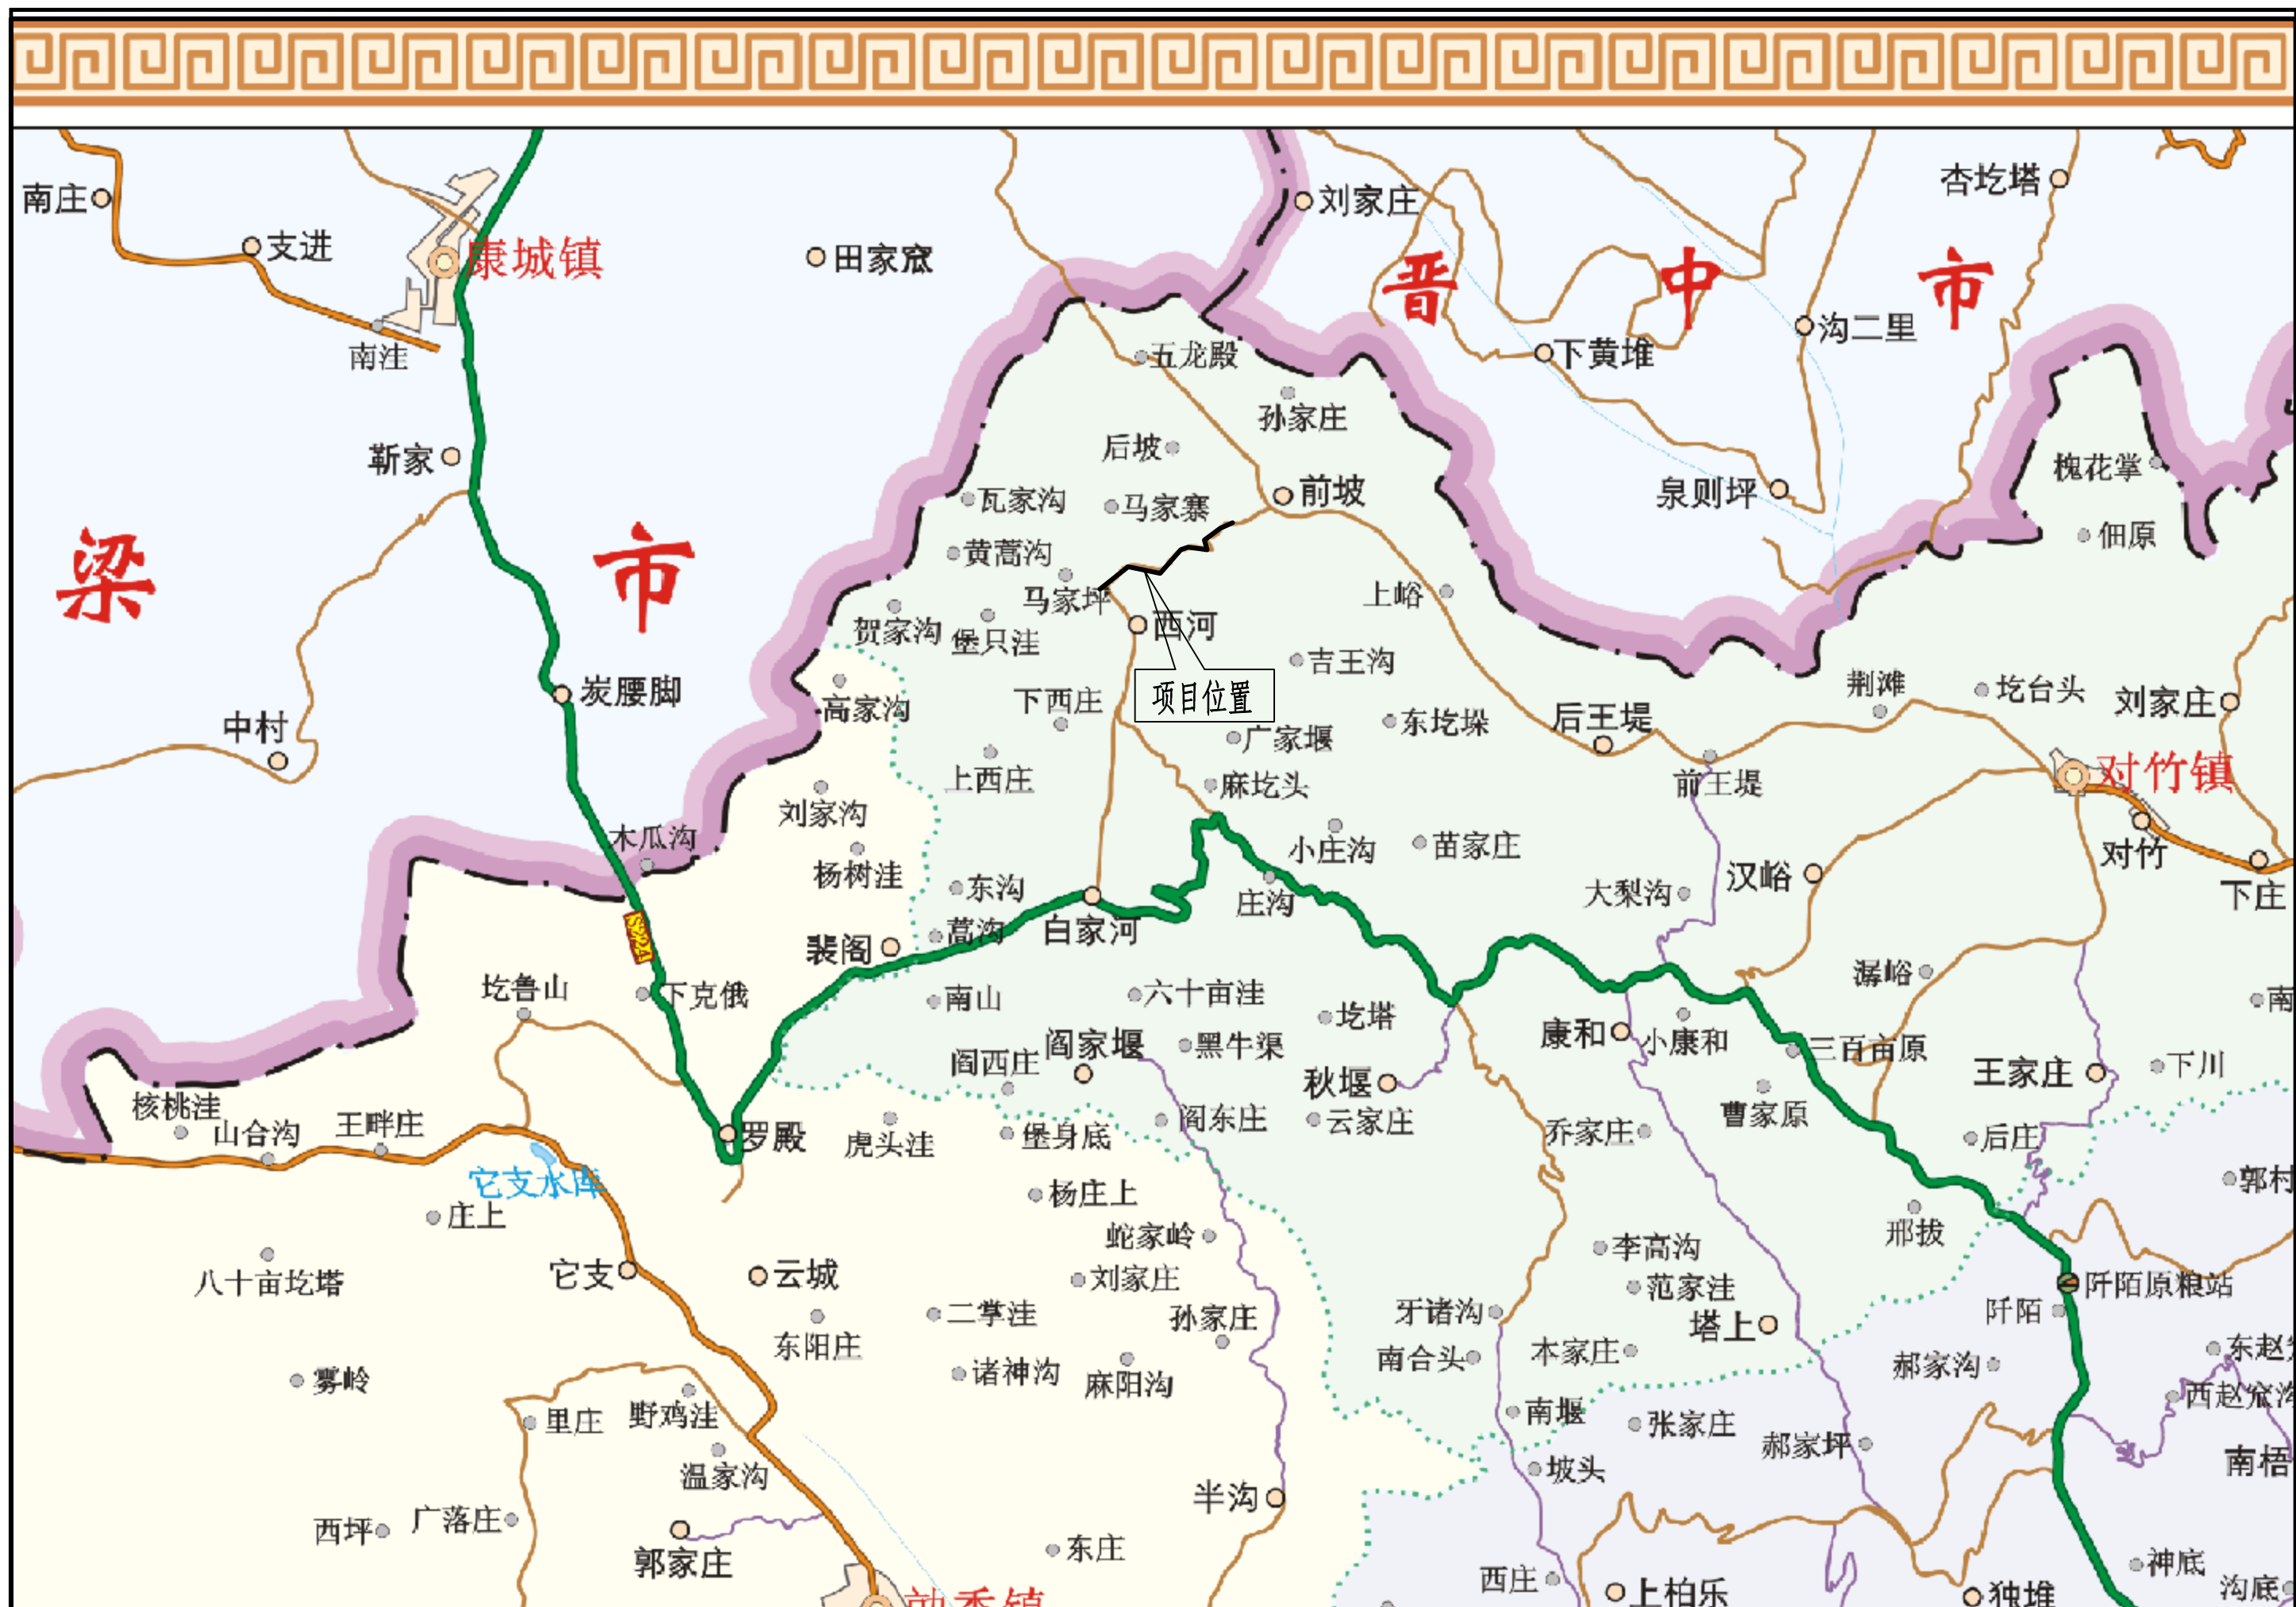 南庄
支进
康城镇
田家窊
刘家庄
杏圪塔
晋中市
南洼
五龙殿
沟二里
下黄堆
孙家庄
靳家
后坡
槐花掌
瓦家沟
马家寨
前坡
泉则坪
佃原
梁市
黄蒿沟
马家坪
上峪
贺家沟
堡只洼
西河
吉王沟
炭腰脚
高家沟
下西庄
项目位置
荆滩
圪台头
刘家庄
中村
广家堰
东圪垛
后王堤
上西庄
麻圪头
前王堤
对竹镇
刘家沟
木瓜沟
小庄沟
苗家庄
对竹
杨树洼
东沟
庄沟
大梨沟
汉峪
下庄
裴阁
蒿沟
白家河
S224
圪鲁山
下克俄
南山
六十亩洼
圪塔
潺峪
南
阎西庄
阎家堰
黑牛渠
康和
小康和
三百亩原
秋堰
王家庄
下川
核桃洼
山合沟
王畔庄
罗殿
虎头洼
堡身底
阎东庄
云家庄
乔家庄
曹家原
后庄
它支水库
庄上
杨庄上
郭村
蛇家岭
邢拔
八十亩圪塔
它支
云城
刘家庄
李高沟
范家洼
阡陌原粮站
阡陌
东阳庄
二掌洼
孙家庄
牙诸沟
塔上
雾岭
诸神沟
麻阳沟
南合头
本家庄
郝家沟
东赵
西赵窊沟
里庄
野鸡洼
南堰
张家庄
郝家坪
南梧
温家沟
坡头
西坪
广落庄
半沟
郭家庄
东庄
西庄
上柏乐
神底
独堆
沟底